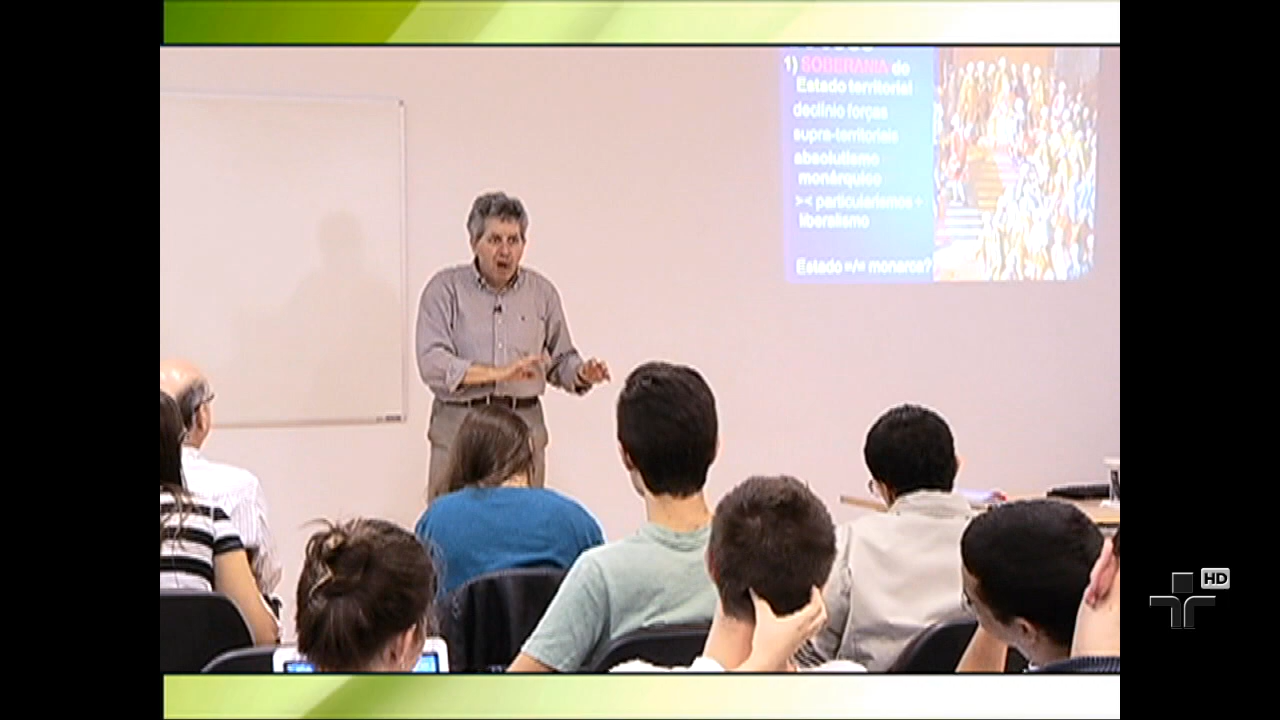 1) SOBERANIA do
Estado territorial
declínio forças
supra-territoriais
absolutismo
monárquico
>< particularismos +
liberalismo
Estado =/= monarca?
HD